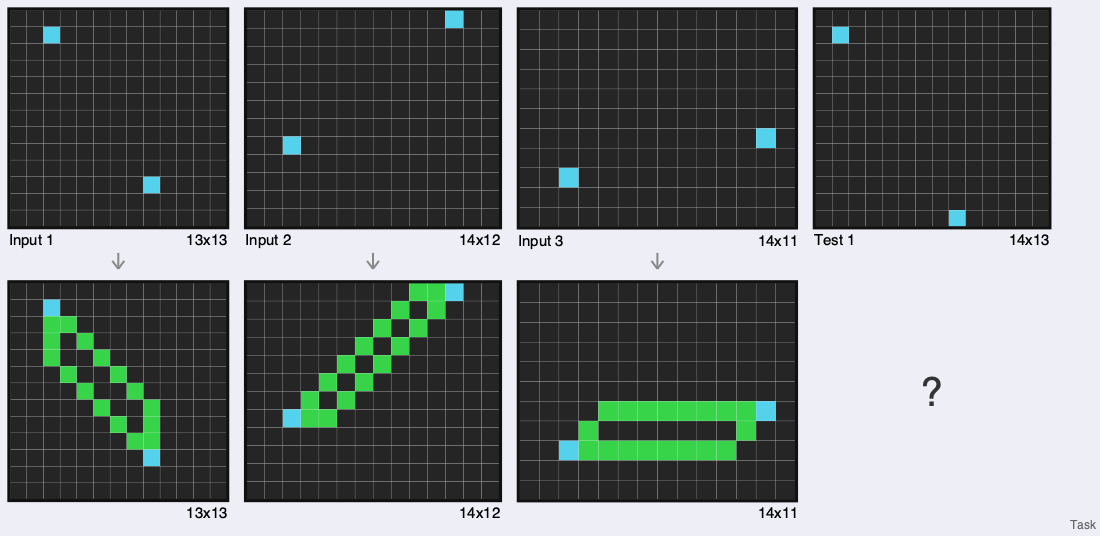 Input 1 13x13
Input 2 14x12
Input 3 14x11
Test 1 14x13
?
13x13
14x12
14x11
Task